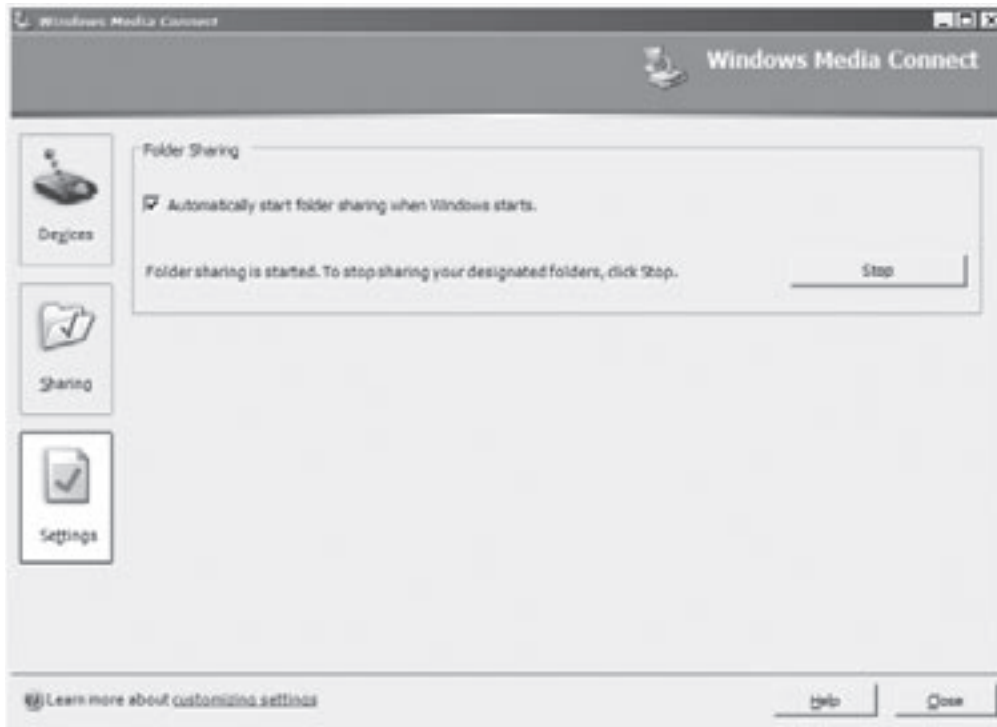 Windows Media Connect
Windows Media Connect
Devices
Sharing
Settings
Folder Sharing
Automatically start folder sharing when Windows starts.
Folder sharing is started. To stop sharing your designated folders, click Stop.
Stop
Learn more about customizing settings
Help
Close